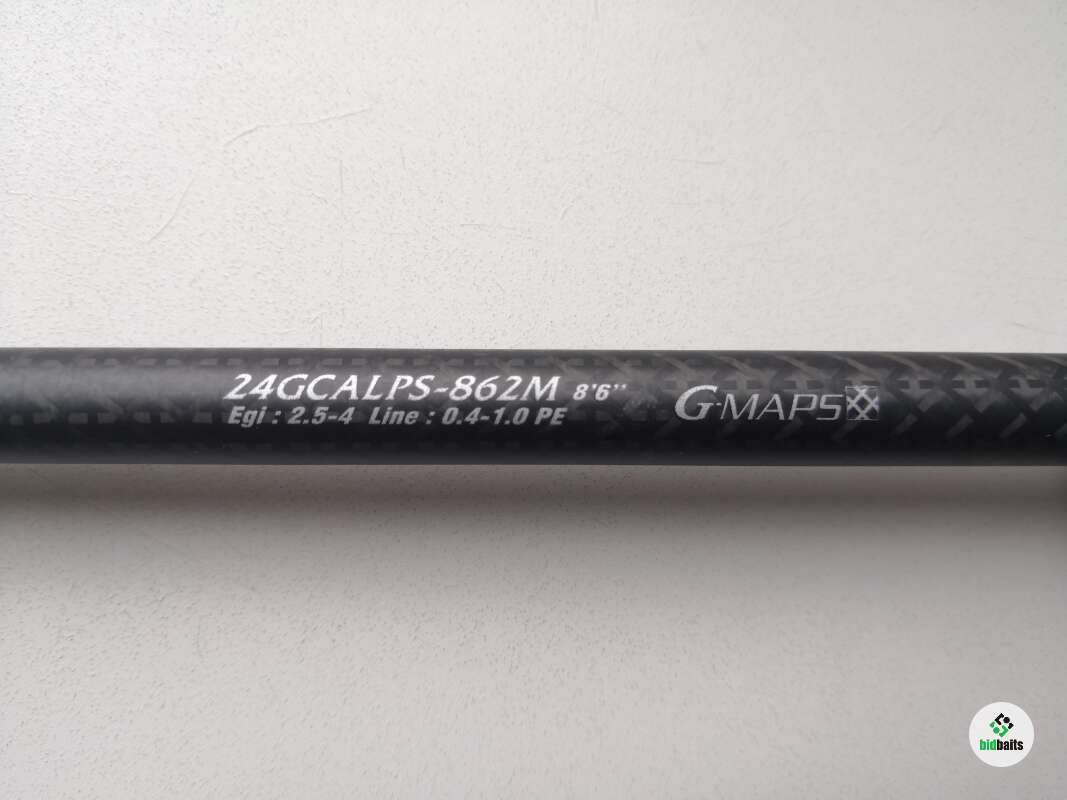 24GCALPS-862M 8'6''
Egi : 2.5-4 Line : 0.4-1.0 PE
G-MAPS
bidbaits